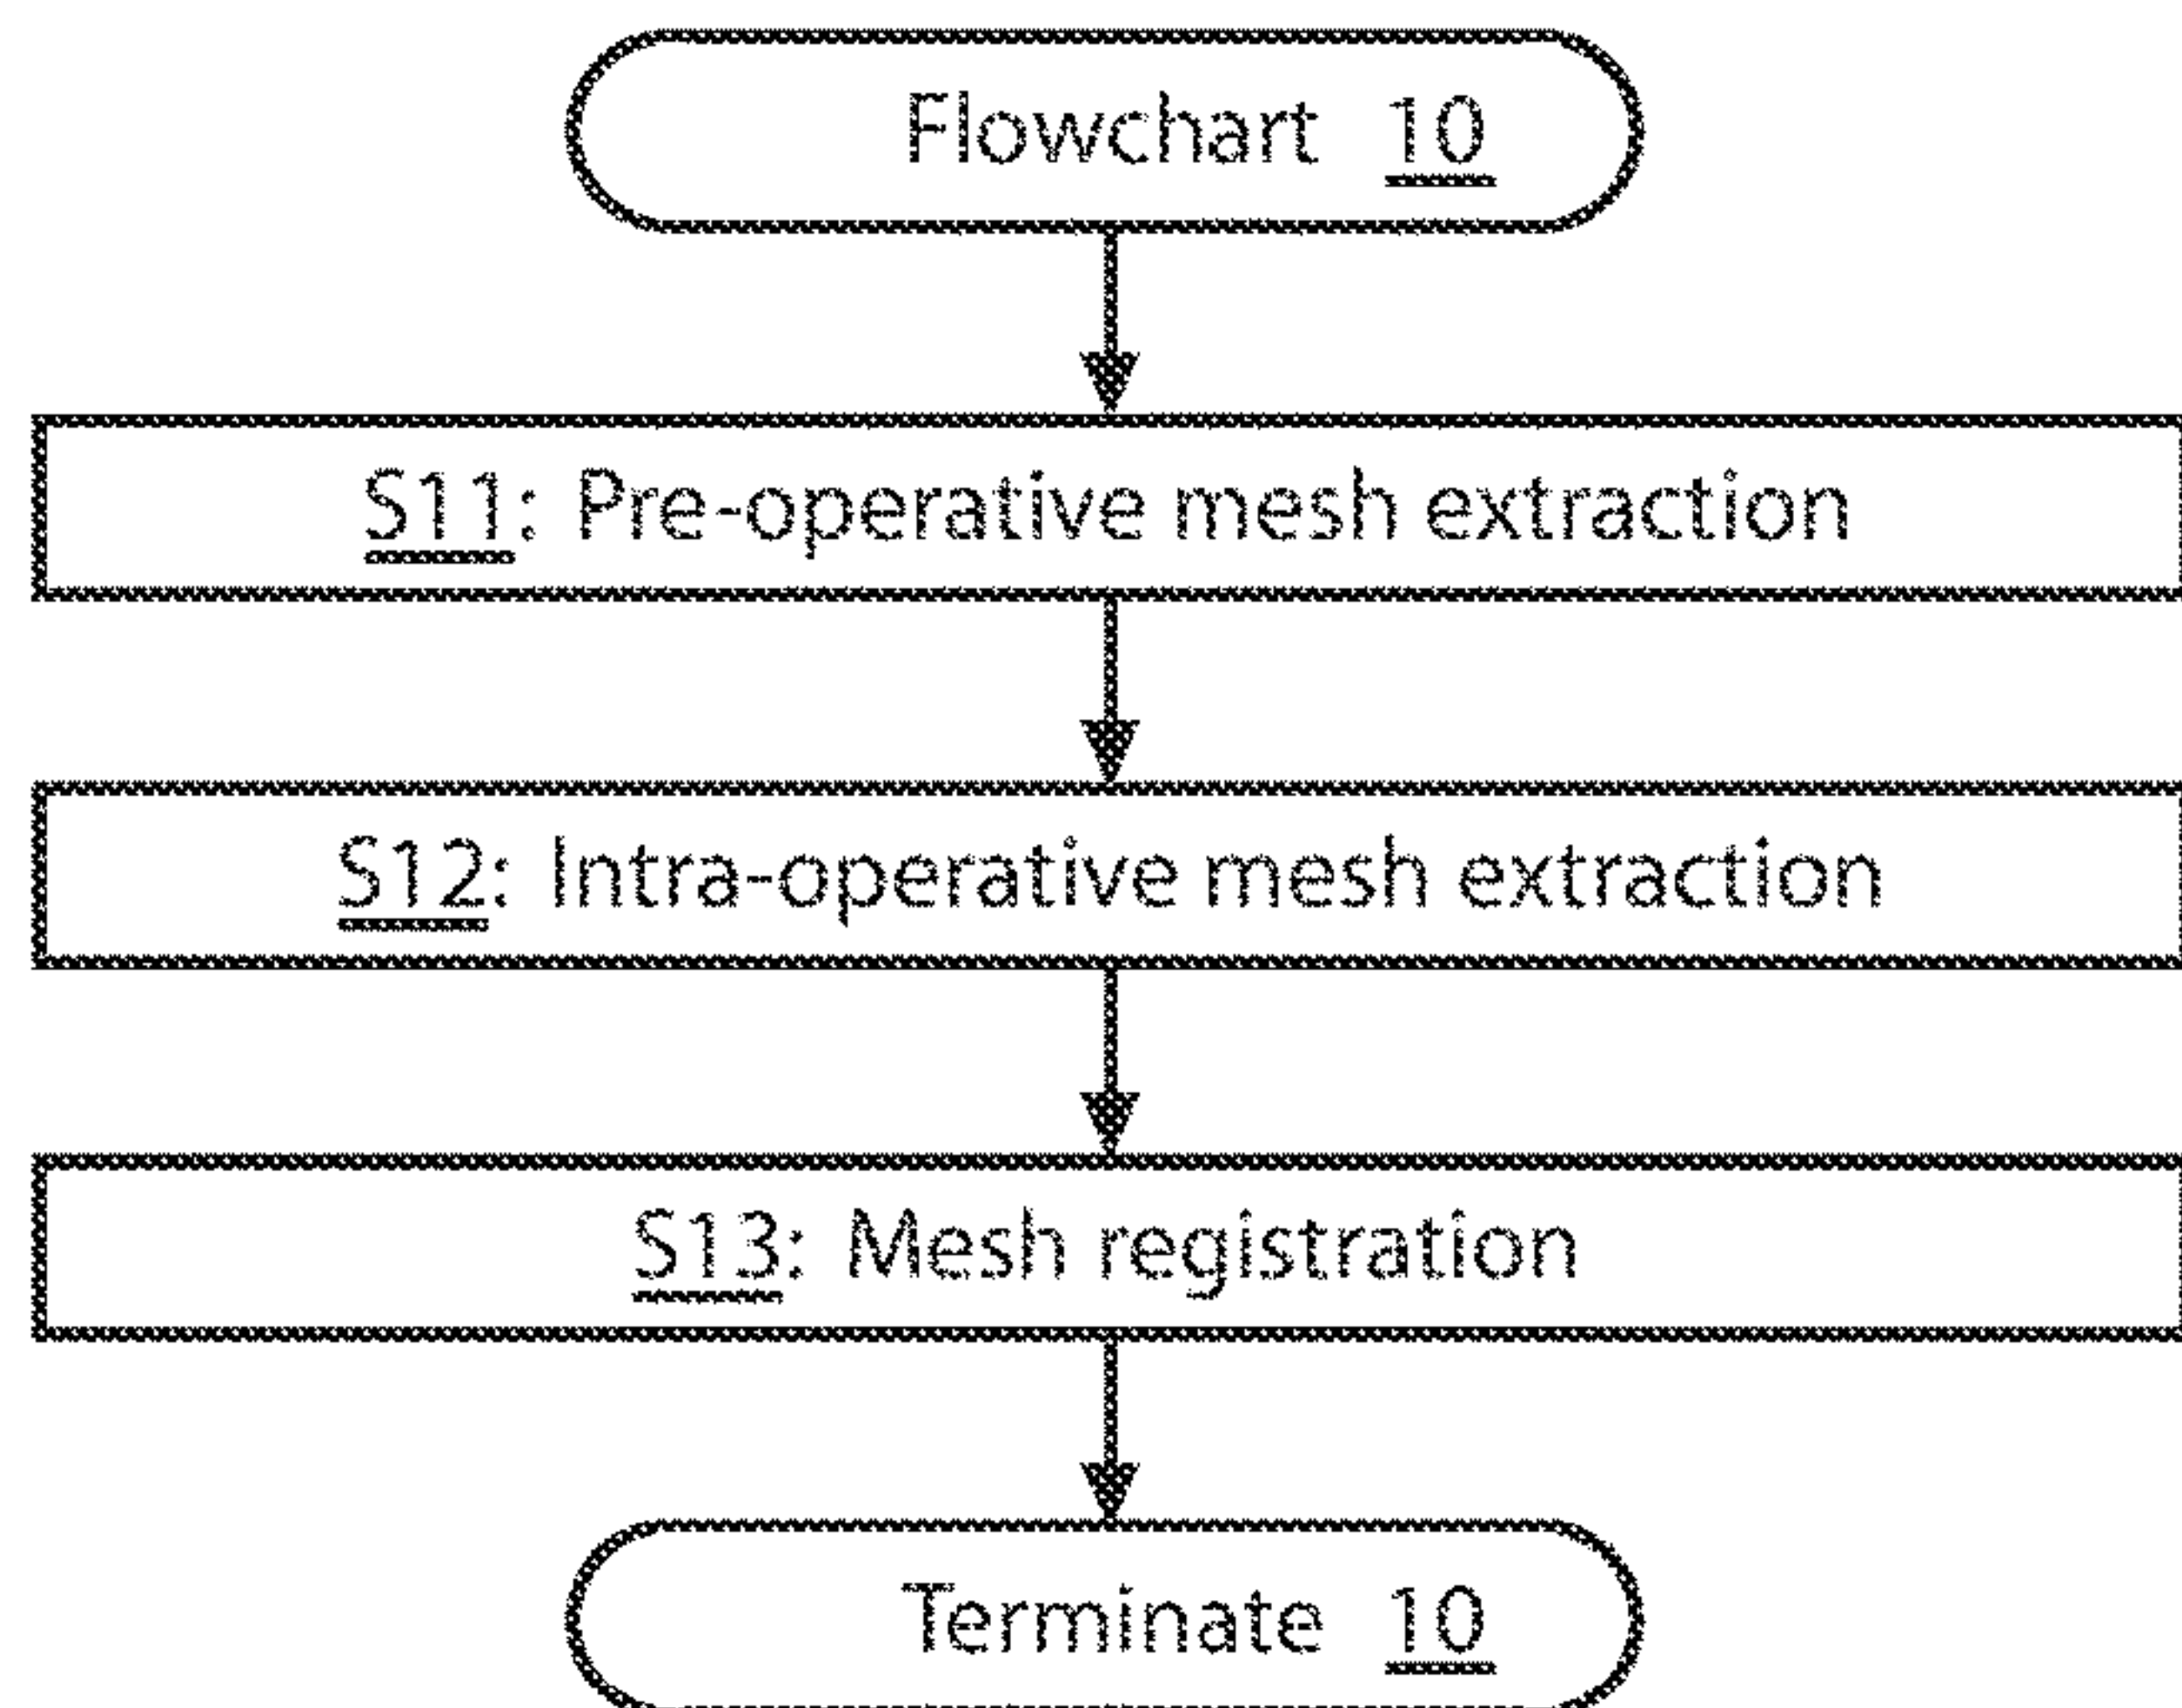 Flowchart 10
S11: Pre-operative mesh extraction
S12: Intra-operative mesh extraction
S13: Mesh registration
Terminate 10